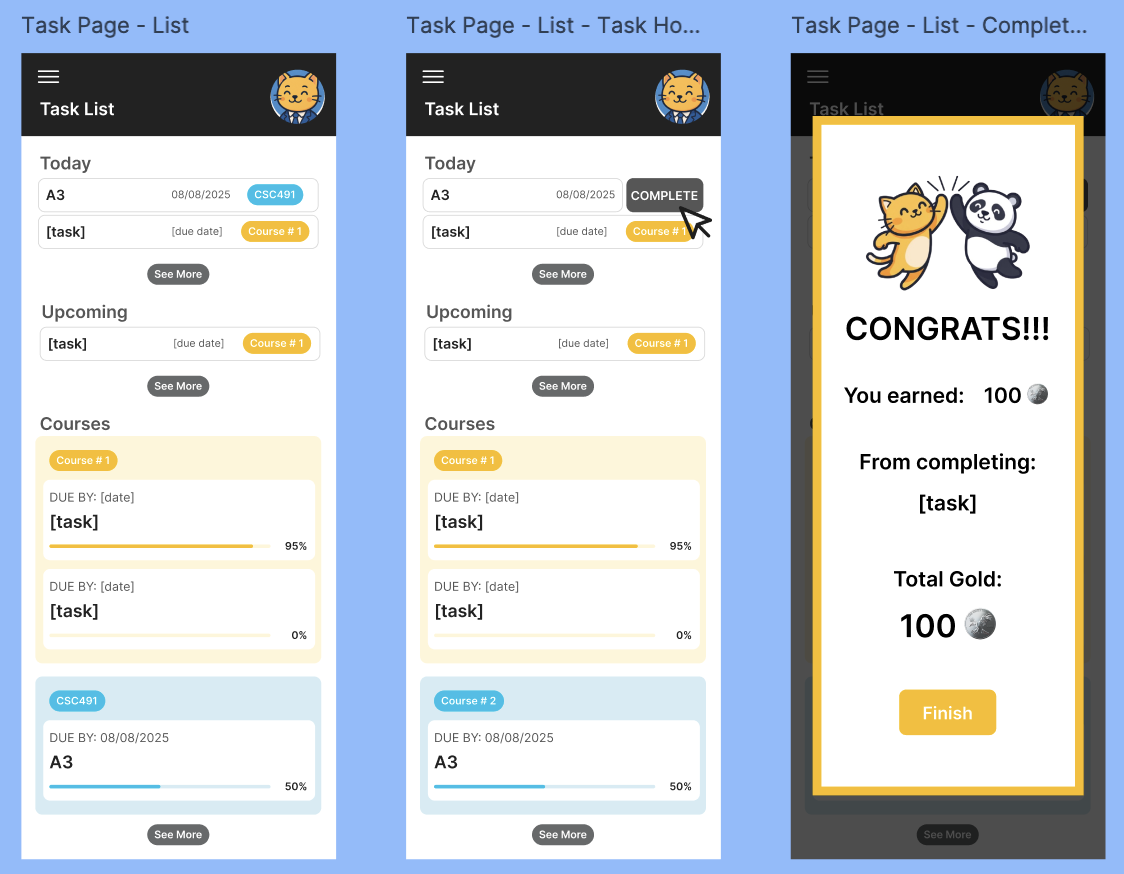 Task Page - List
Task List
Today
A3 08/08/2025 CSC491
[task] [due date] Course # 1
See More
Upcoming
[task] [due date] Course # 1
See More
Courses
Course # 1
DUE BY: [date]
[task]
95%
DUE BY: [date]
[task]
0%
CSC491
DUE BY: 08/08/2025
A3
50%
See More
Task Page - List - Task Ho...
Task List
Today
A3 08/08/2025 COMPLETE
[task] [due date] Course # 1
See More
Upcoming
[task] [due date] Course # 1
See More
Courses
Course # 1
DUE BY: [date]
[task]
95%
DUE BY: [date]
[task]
0%
Course # 2
DUE BY: 08/08/2025
A3
50%
See More
Task Page - List - Complet...
Task List
CONGRATS!!!
You earned: 100
From completing:
[task]
Total Gold:
100
Finish
See More